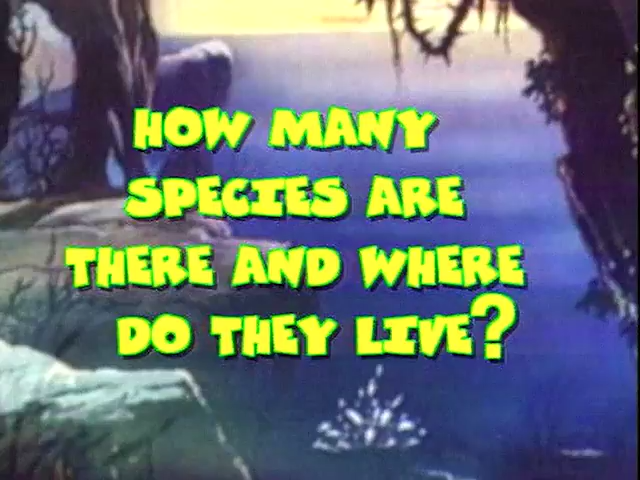 HOW MANY
SPECIES ARE
THERE AND WHERE
DO THEY LIVE?